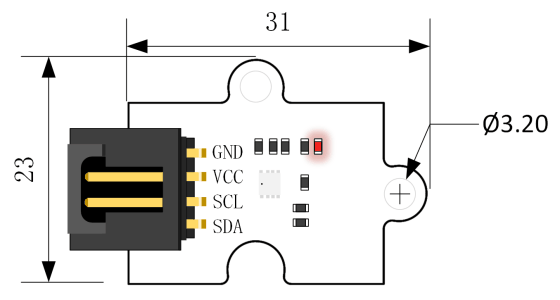 31
23
Ø3.20
GND
VCC
SCL
SDA